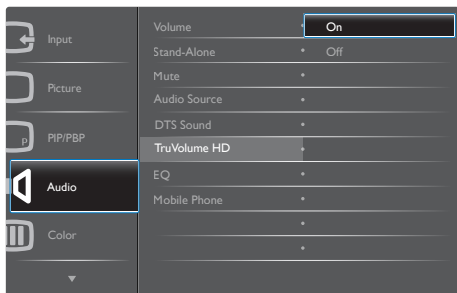 Input
Picture
PIP/PBP
p
Audio
Color
Volume
Stand-Alone
Mute
Audio Source
DTS Sound
TruVolume HD
EQ
Mobile Phone
On
Off